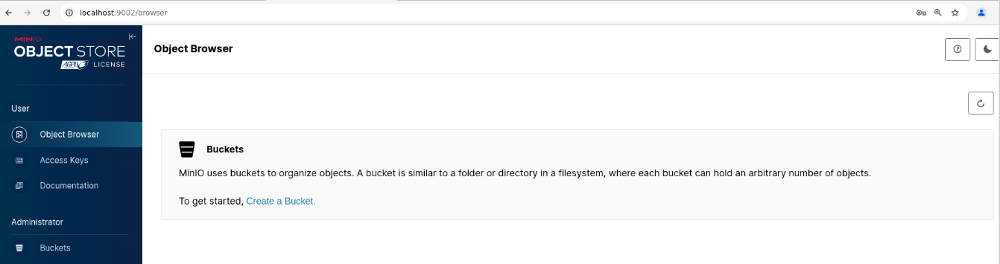 localhost:9002/browser
MINIO
OBJECT STORE
AGPLv3 LICENSE
Object Browser
User
Object Browser
Access Keys
Documentation
Administrator
Buckets
Buckets
MinIO uses buckets to organize objects. A bucket is similar to a folder or directory in a filesystem, where each bucket can hold an arbitrary number of objects.
To get started, Create a Bucket.